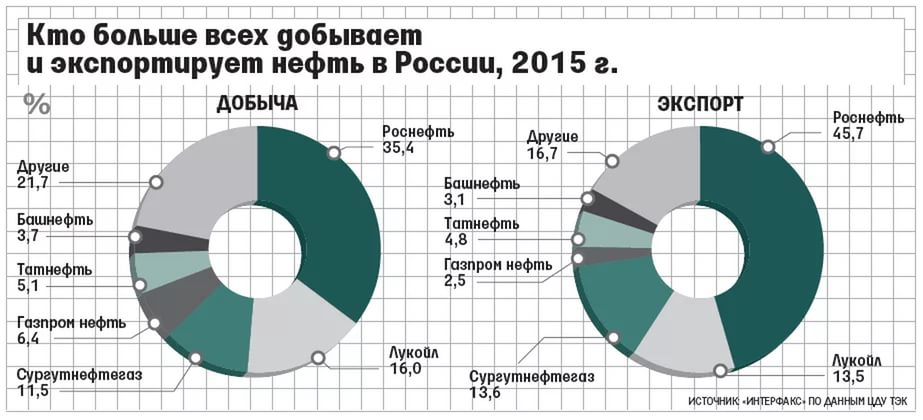 Кто больше всех добывает
и экспортирует нефть в России, 2015 г.
%
ДОБЫЧА
Роснефть
35,4
Другие
21,7
Башнефть
3,7
Татнефть
5,1
Газпром нефть
6,4
Сургутнефтегаз
11,5
Лукойл
16,0
ЭКСПОРТ
Роснефть
45,7
Другие
16,7
Башнефть
3,1
Татнефть
4,8
Газпром нефть
2,5
Сургутнефтегаз
13,6
Лукойл
13,5
ИСТОЧНИК: «ИНТЕРФАКС» ПО ДАННЫМ ЦДУ ТЭК